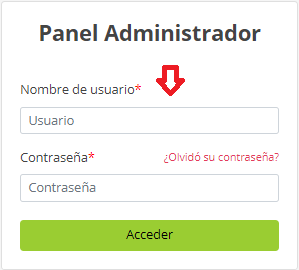 Panel Administrador
Nombre de usuario*
Usuario
Contraseña* ¿Olvidó su contraseña?
Contraseña
Acceder